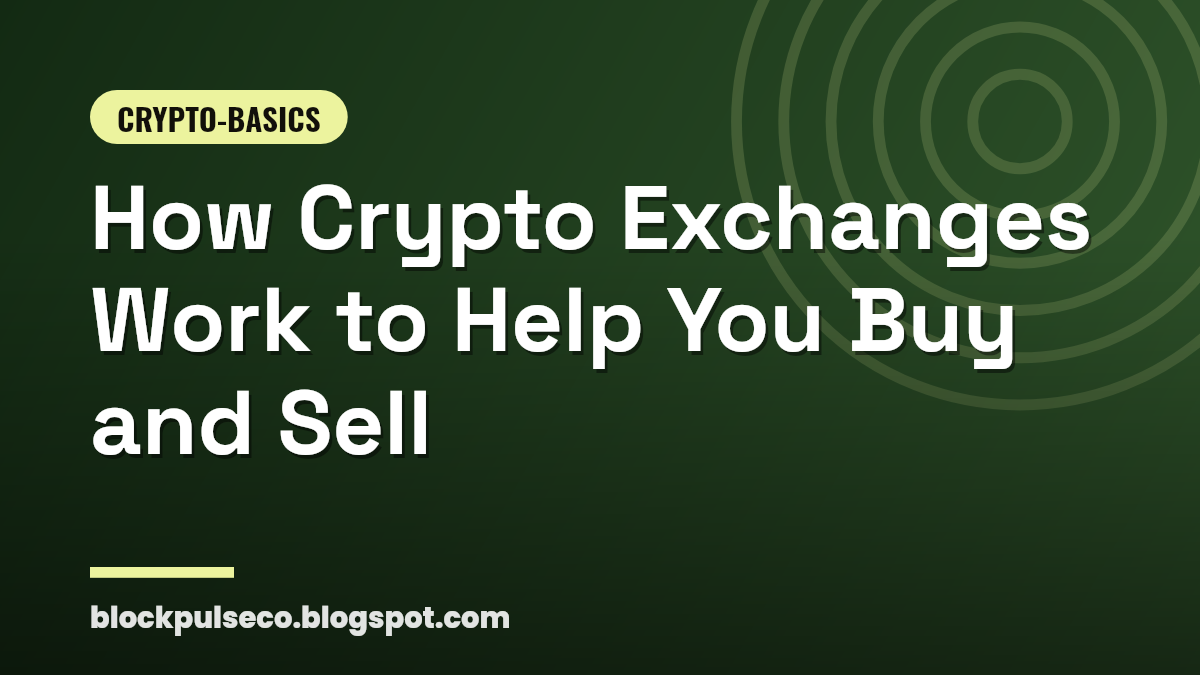 CRYPTO-BASICS
How Crypto Exchanges
Work to Help You Buy
and Sell
blockpulseco.blogspot.com